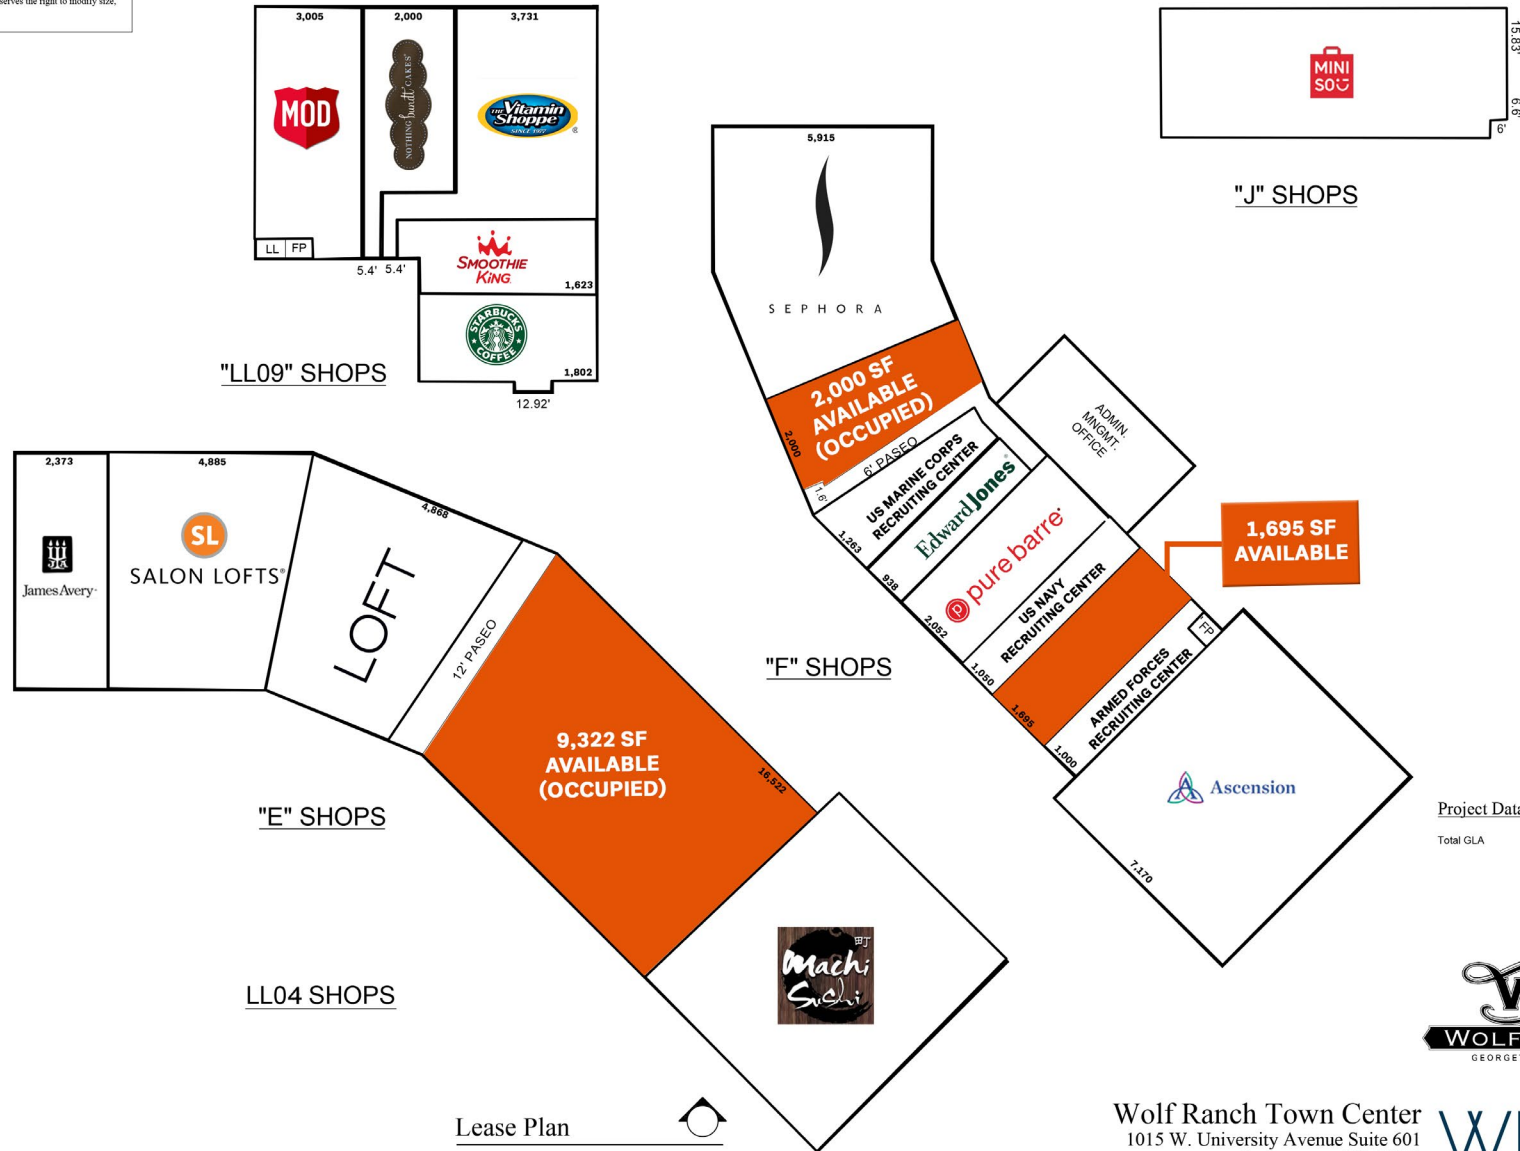 serves the right to modify size,
3,005
2,000
3,731
MOD
NOTHING bundt CAKES
THE Vitamin
Shoppe
SINCE 1977
®
LL
FP
5.4'
5.4'
SMOOTHIE
KING
1,623
STARBUCKS
COFFEE
1,802
12.92'
"LL09" SHOPS
MINI
SO
15.83'
6.6'
6'
"J" SHOPS
5,915
SEPHORA
2,000 SF
AVAILABLE
(OCCUPIED)
2,000
6' PASEO
1.6'
US MARINE CORPS
RECRUITING CENTER
1,263
Edward Jones
938
p pure barre
2,052
US NAVY
RECRUITING CENTER
1,050
1,695
ADMIN.
MNGMT.
OFFICE
1,695 SF
AVAILABLE
ARMED FORCES
RECRUITING CENTER
FP
1,000
"F" SHOPS
Ascension
7,170
2,373
4,885
4,868
JA
James Avery
SL
SALON LOFTS®
LOFT
12' PASEO
9,322 SF
AVAILABLE
(OCCUPIED)
16,522
"E" SHOPS
町
Machi
Sushi
LL04 SHOPS
Project Data
Total GLA
W
WOLF
GEORGE
Lease Plan
Wolf Ranch Town Center
1015 W. University Avenue Suite 601